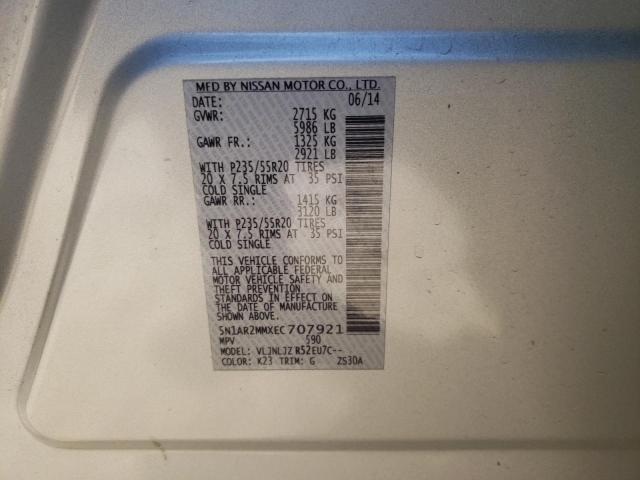 MFD BY NISSAN MOTOR CO., LTD.
DATE: 06/14
GVWR: 2715 KG
5986 LB
GAWR FR.: 1325 KG
2921 LB
WITH P235/55R20 TIRES
20 X 7.5 RIMS AT 35 PSI
COLD SINGLE
GAWR RR.: 1415 KG
3120 LB
WITH P235/55R20 TIRES
20 X 7.5 RIMS AT 35 PSI
COLD SINGLE
THIS VEHICLE CONFORMS TO
ALL APPLICABLE FEDERAL
MOTOR VEHICLE SAFETY AND
THEFT PREVENTION
STANDARDS IN EFFECT ON THE
DATE OF MANUFACTURE
SHOWN ABOVE.
5N1AR2MMXEC707921
MPV 590
MODEL: VLJNLJZ R52EU7C--
COLOR: K23 TRIM: G ZS30A